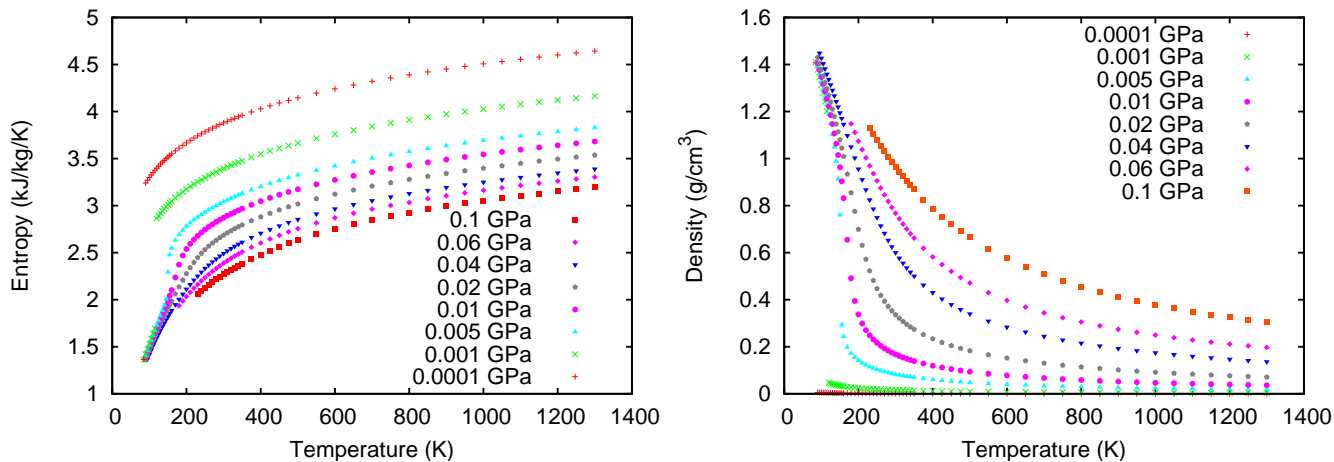 5
4.5
4
3.5
3
2.5
2
1.5
1
Entropy (kJ/kg/K)
0.1 GPa
0.06 GPa
0.04 GPa
0.02 GPa
0.01 GPa
0.005 GPa
0.001 GPa
0.0001 GPa
0 200 400 600 800 1000 1200 1400
Temperature (K)
1.6
1.4
1.2
1
0.8
0.6
0.4
0.2
0
Density (g/cm³)
0.0001 GPa
0.001 GPa
0.005 GPa
0.01 GPa
0.02 GPa
0.04 GPa
0.06 GPa
0.1 GPa
0 200 400 600 800 1000 1200 1400
Temperature (K)